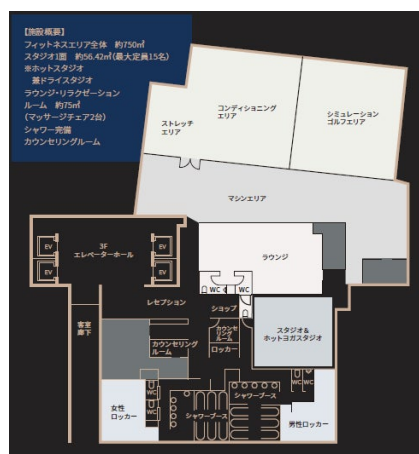 【施設概要】
フィットネスエリア全体　約750㎡
スタジオ1面　約56.42㎡(最大定員15名)
※ホットスタジオ
兼ドライスタジオ
ラウンジ・リラクゼーション
ルーム　約75㎡
(マッサージチェア2台)
シャワー完備
カウンセリングルーム
コンディショニング
エリア
ストレッチ
エリア
シミュレーション
ゴルフエリア
マシンエリア
EV
EV
3F
エレベーターホール
EV
EV
ラウンジ
WC
WC
レセプション
ショップ
客室
廊下
カウンセリング
ルーム
カウンセ
リング
ルーム
ロッカー
スタジオ&
ホットヨガスタジオ
女性
ロッカー
WC
WC
シャワーブース
シャワーブース
WC
WC
男性ロッカー